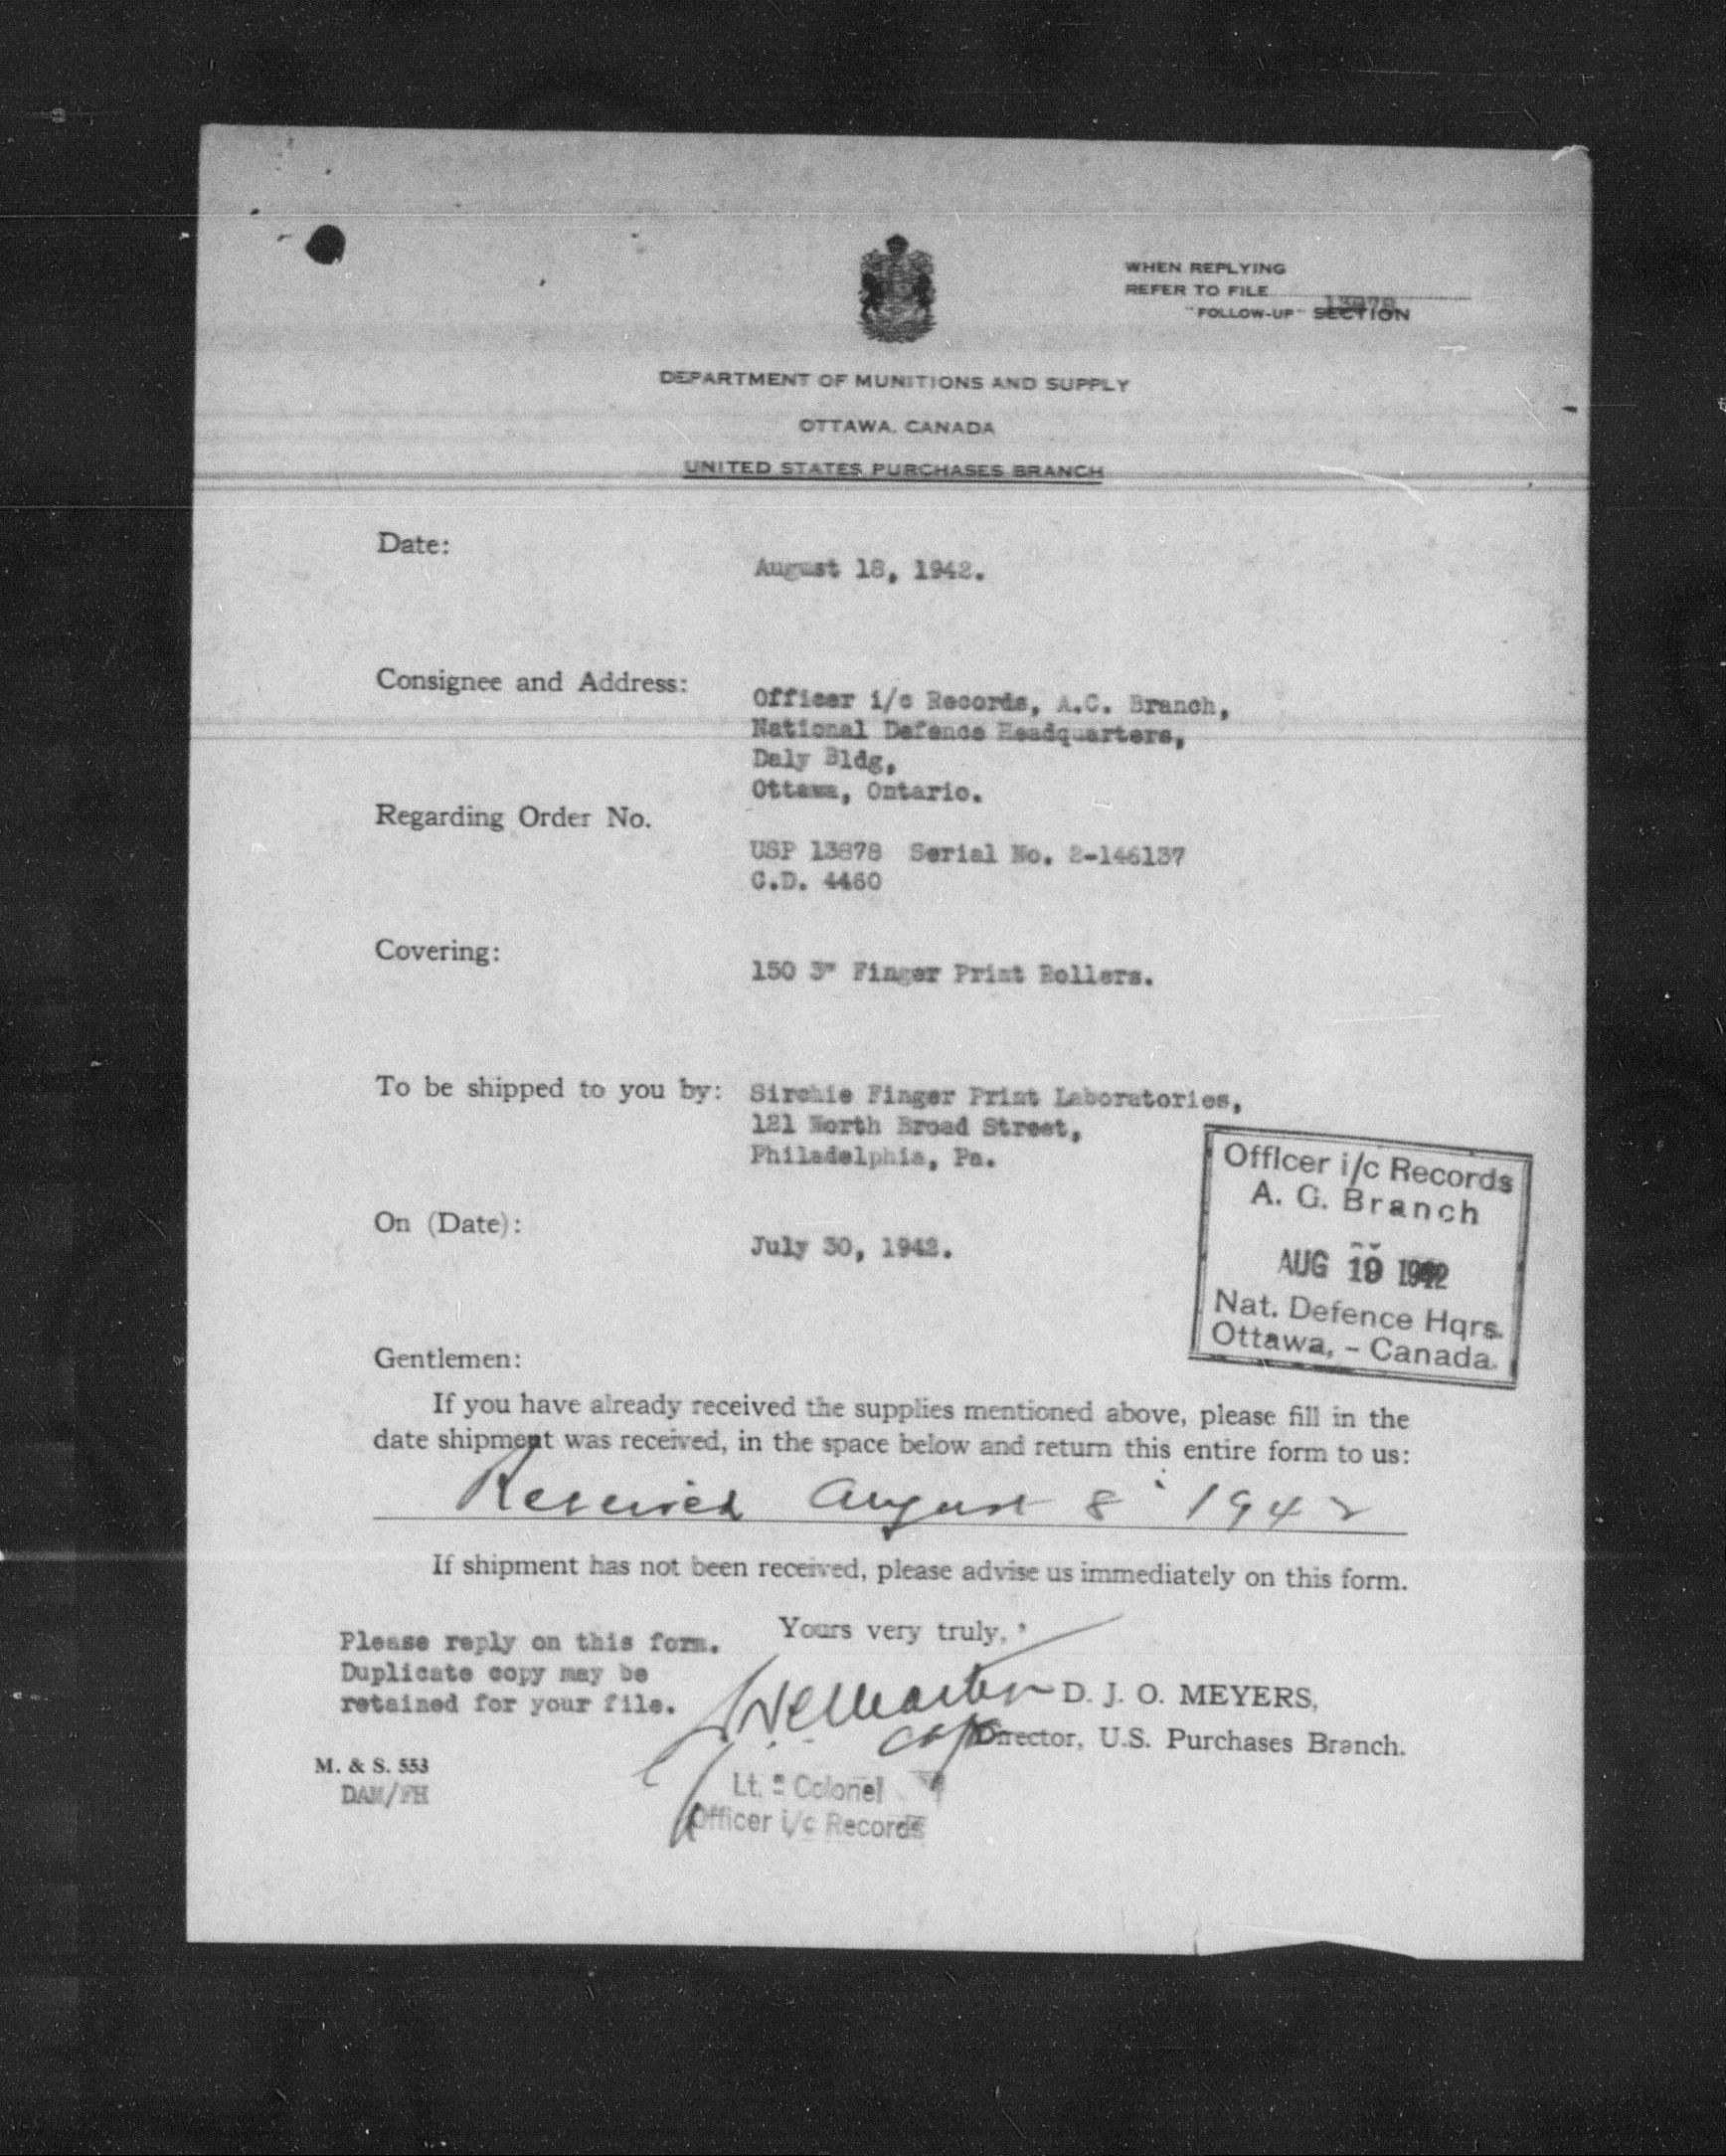 WHEN REPLYING
REFER TO FILE 13878
"FOLLOW-UP" SECTION
DEPARTMENT OF MUNITIONS AND SUPPLY
OTTAWA, CANADA
UNITED STATES PURCHASES BRANCH
Date:
August 18, 1942.
Consignee and Address:
Officer i/c Records, A.C. Branch,
National Defence Headquarters,
Daly Bldg,
Ottawa, Ontario.
Regarding Order No.
USP 13878 Serial No. 2-146137
C.D. 4460
Covering:
150 3" Finger Print Rollers.
To be shipped to you by: Sirchie Finger Print Laboratories,
121 North Broad Street,
Philadelphia, Pa.
Officer i/c Records
A. G. Branch
AUG 19 1942
Nat. Defence Hqrs.
Ottawa, - Canada.
On (Date):
July 30, 1942.
Gentlemen:
If you have already received the supplies mentioned above, please fill in the
date shipment was received, in the space below and return this entire form to us:
Received August 8 1942
If shipment has not been received, please advise us immediately on this form.
Yours very truly,
Please reply on this form.
Duplicate copy may be
retained for your file.
D. J. O. MEYERS,
Director, U.S. Purchases Branch.
M. & S. 553
DAM/FH
Lt. - Colonel
Officer i/c Records